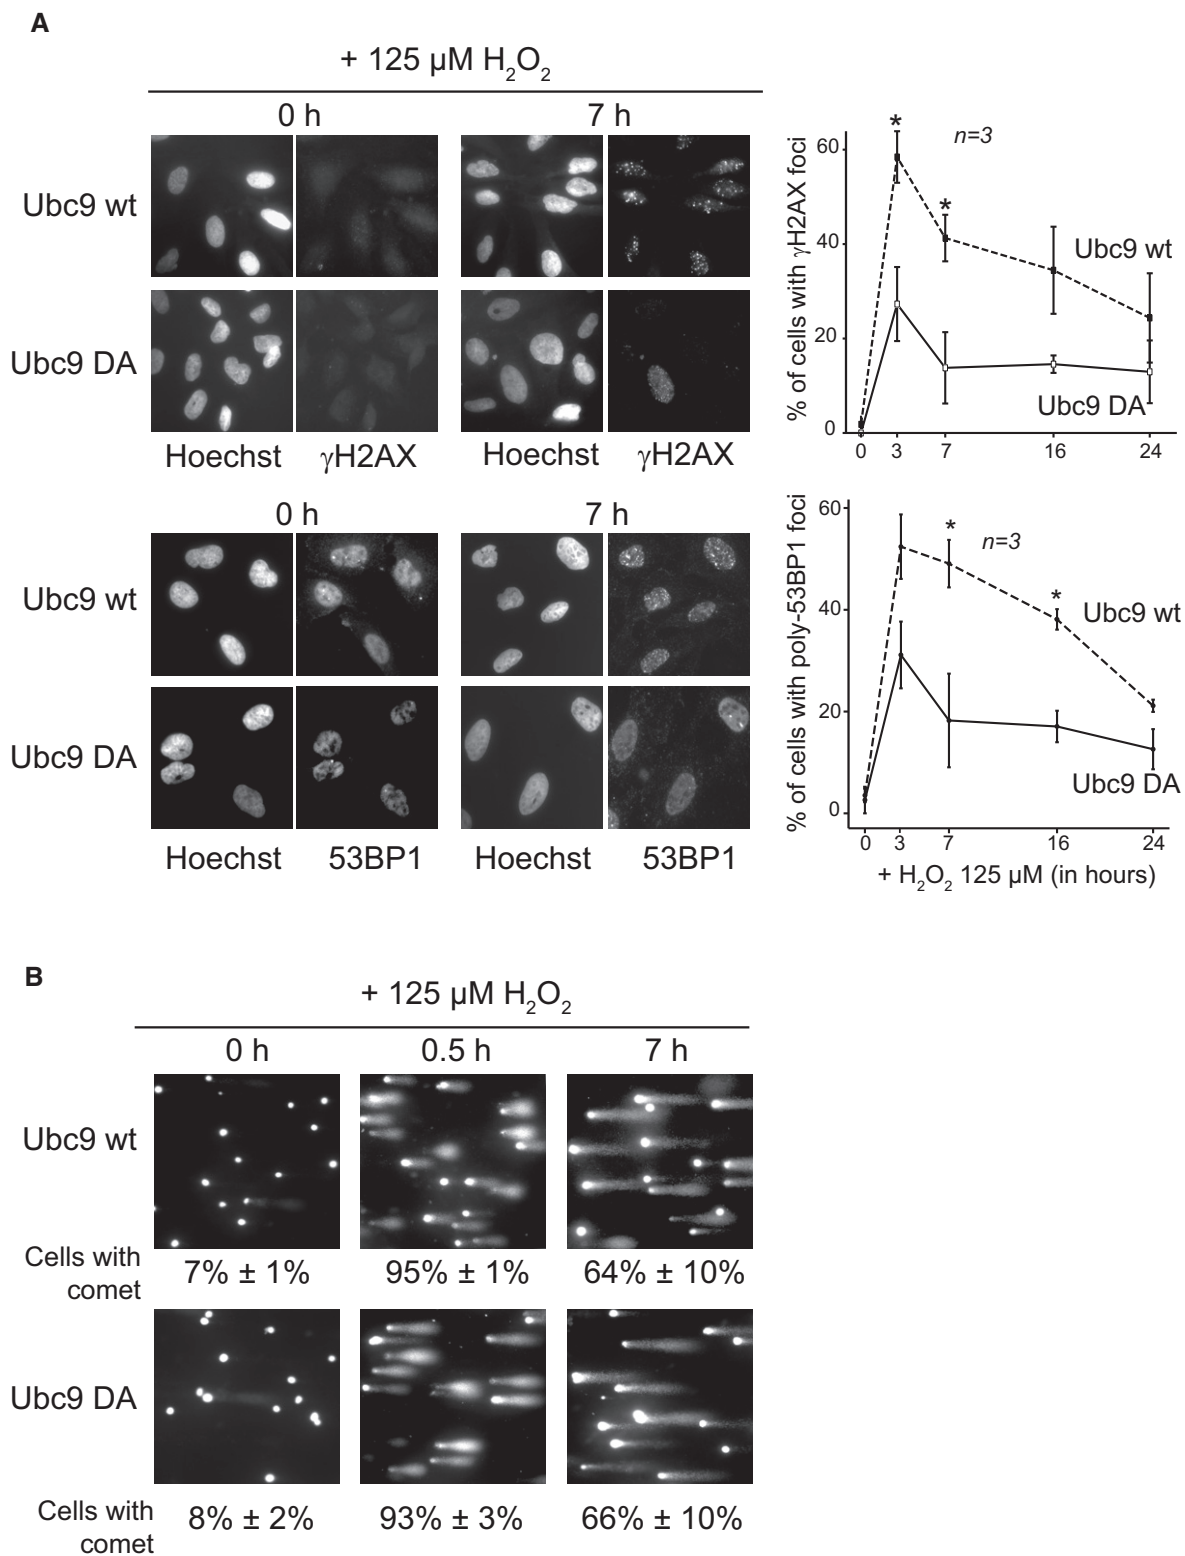 A
+ 125 µM H2O2
0 h 7 h
Ubc9 wt
Ubc9 DA
Hoechst γH2AX Hoechst γH2AX
% of cells with γH2AX foci
60
40
20
0
* * n=3
Ubc9 wt
Ubc9 DA
0 3 7 16 24
0 h 7 h
Ubc9 wt
Ubc9 DA
Hoechst 53BP1 Hoechst 53BP1
% of cells with poly-53BP1 foci
60
40
20
0
* n=3 *
Ubc9 wt
Ubc9 DA
0 3 7 16 24
+ H2O2 125 µM (in hours)
B
+ 125 µM H2O2
0 h 0.5 h 7 h
Ubc9 wt
Cells with
comet
7% ± 1% 95% ± 1% 64% ± 10%
Ubc9 DA
Cells with
comet
8% ± 2% 93% ± 3% 66% ± 10%